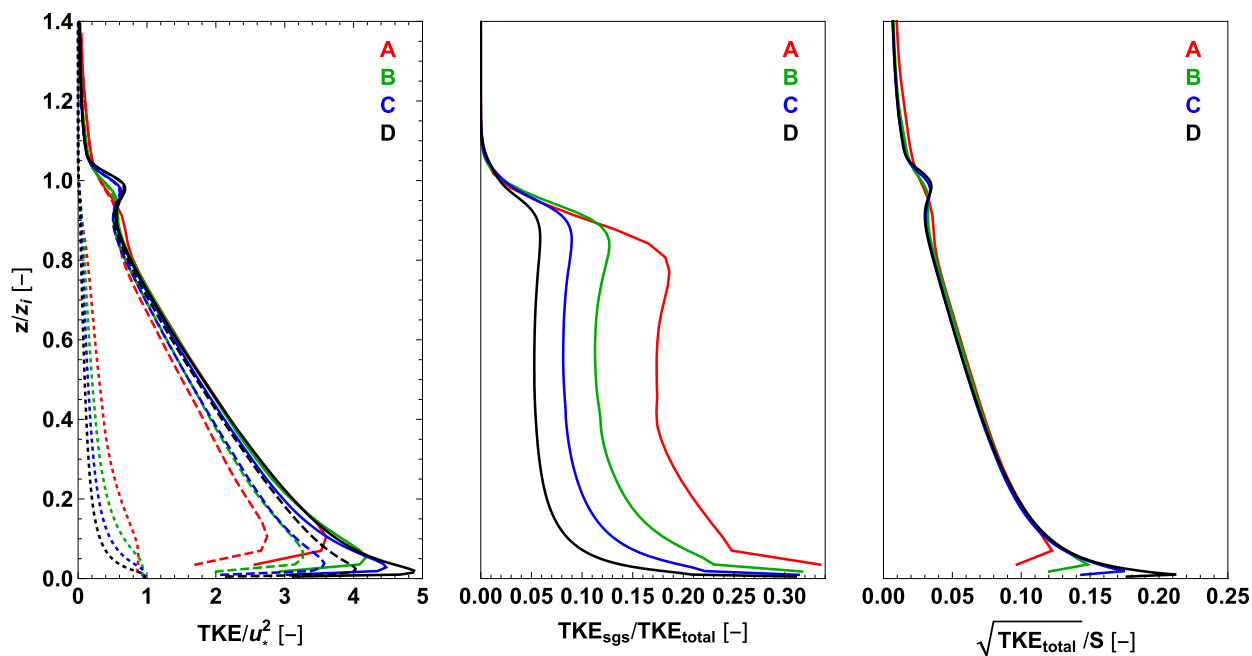 1.4
1.2
1.0
0.8
0.6
0.4
0.2
0.0
z/z_i [–]
0 1 2 3 4 5
TKE/u_*^2 [–]
A
B
C
D
0.00 0.05 0.10 0.15 0.20 0.25 0.30
TKE_sgs/TKE_total [–]
A
B
C
D
0.00 0.05 0.10 0.15 0.20 0.25
√TKE_total/S [–]
A
B
C
D